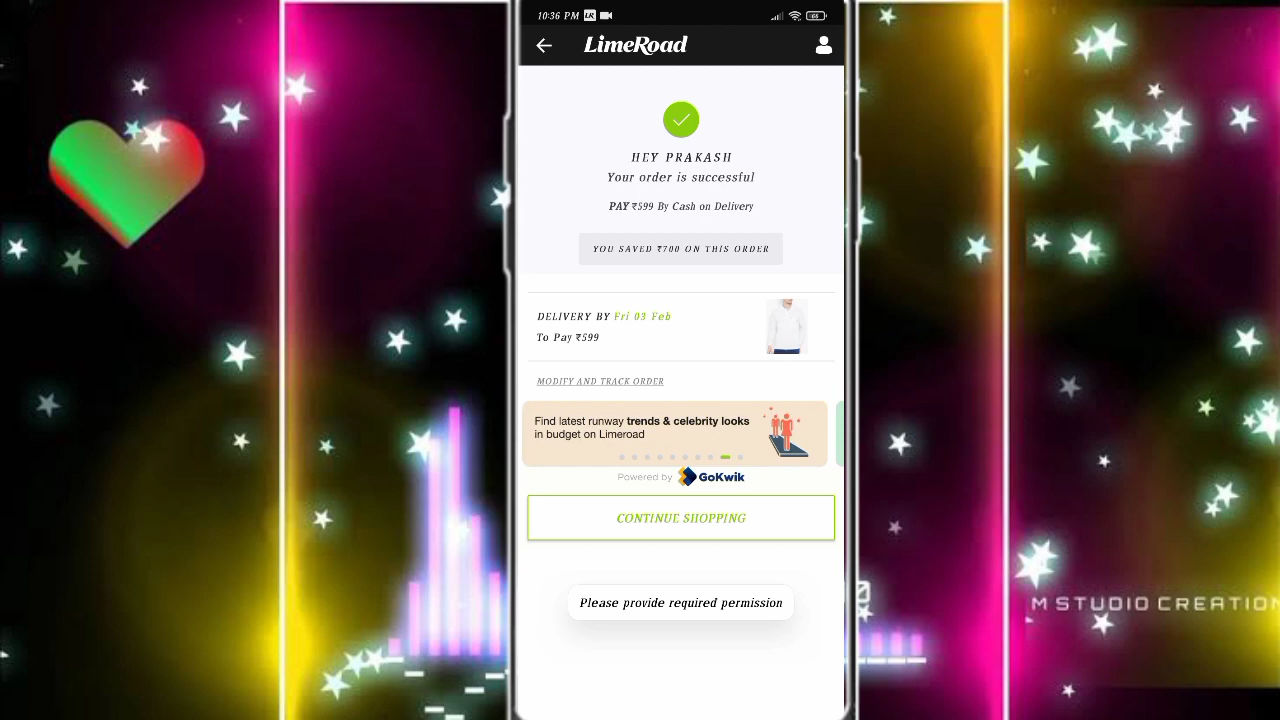 10:36 PM
LimeRoad
HEY PRAKASH
Your order is successful
PAY ₹599 By Cash on Delivery
YOU SAVED ₹700 ON THIS ORDER
DELIVERY BY Fri 03 Feb
To Pay ₹599
MODIFY AND TRACK ORDER
Find latest runway trends & celebrity looks
in budget on Limeroad
Powered by GoKwik
CONTINUE SHOPPING
Please provide required permission
M STUDIO CREATION